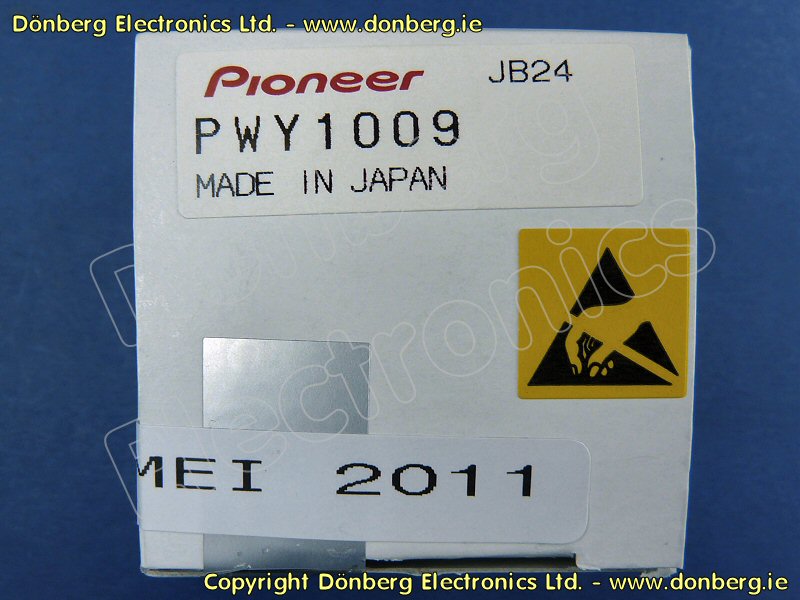 Dönberg Electronics Ltd. - www.donberg.ie
Pioneer JB24
PWY1009
MADE IN JAPAN
Dönberg
Electronics
MEI 2011
© Copyright Dönberg Electronics Ltd. - www.donberg.ie